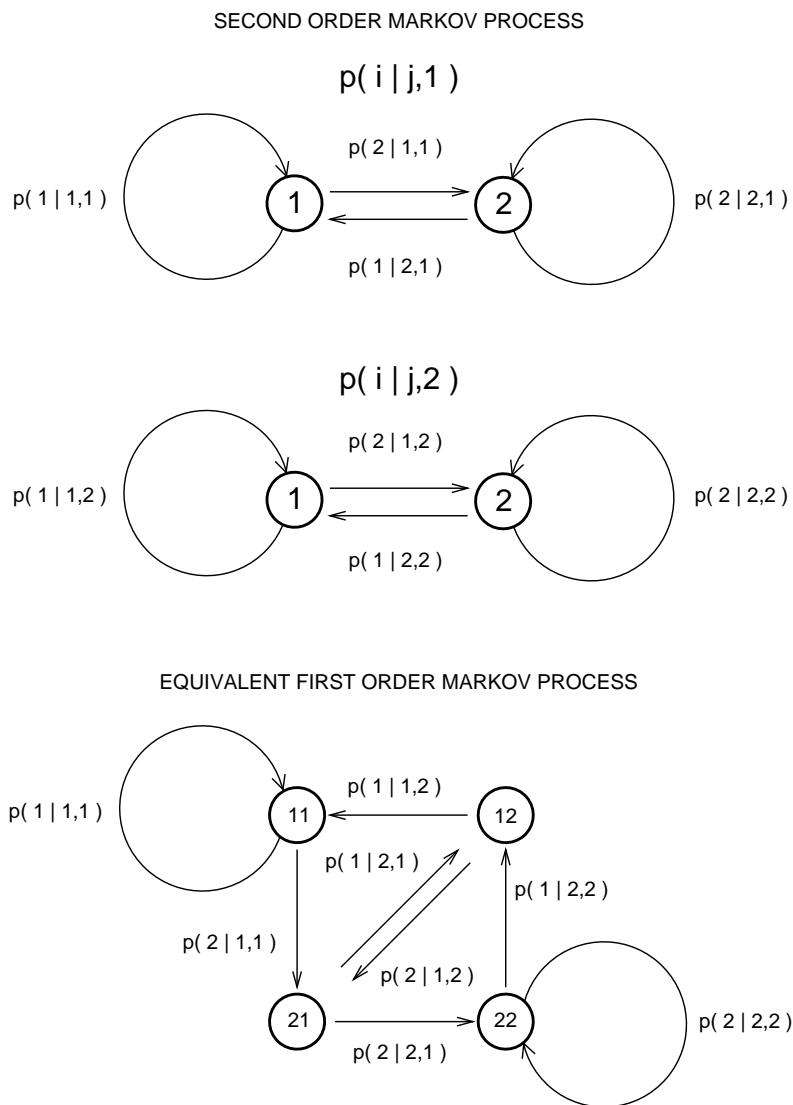 SECOND ORDER MARKOV PROCESS
p( i | j,1 )
p( 2 | 1,1 )
p( 1 | 1,1 )
1
2
p( 2 | 2,1 )
p( 1 | 2,1 )
p( i | j,2 )
p( 2 | 1,2 )
p( 1 | 1,2 )
1
2
p( 2 | 2,2 )
p( 1 | 2,2 )
EQUIVALENT FIRST ORDER MARKOV PROCESS
p( 1 | 1,2 )
p( 1 | 1,1 )
11
12
p( 1 | 2,1 )
p( 1 | 2,2 )
p( 2 | 1,1 )
p( 2 | 1,2 )
21
22
p( 2 | 2,2 )
p( 2 | 2,1 )